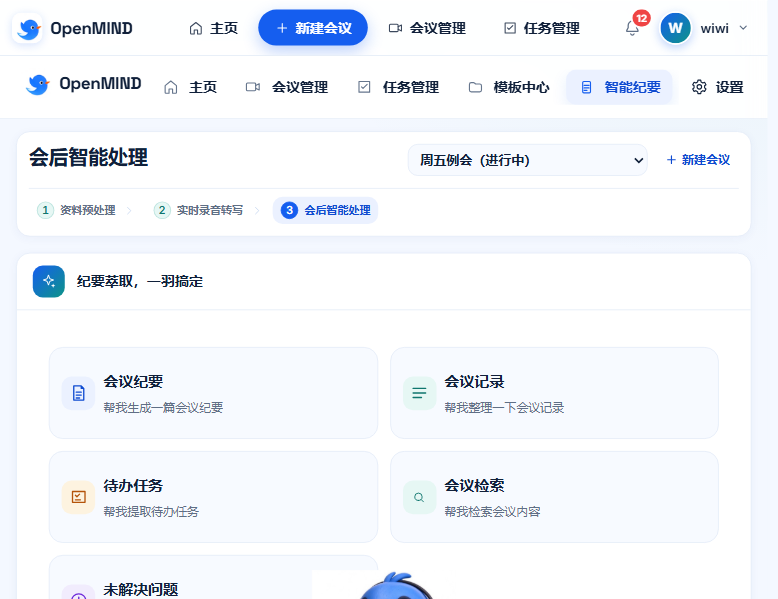 OpenMIND 主页 + 新建会议 会议管理 任务管理 12 W wiwi
OpenMIND 主页 会议管理 任务管理 模板中心 智能纪要 设置
会后智能处理 周五例会（进行中） + 新建会议
1 资料预处理 2 实时录音转写 3 会后智能处理
纪要萃取，一羽搞定
会议纪要
帮我生成一篇会议纪要
会议记录
帮我整理一下会议记录
待办任务
帮我提取待办任务
会议检索
帮我检索会议内容
未解决问题